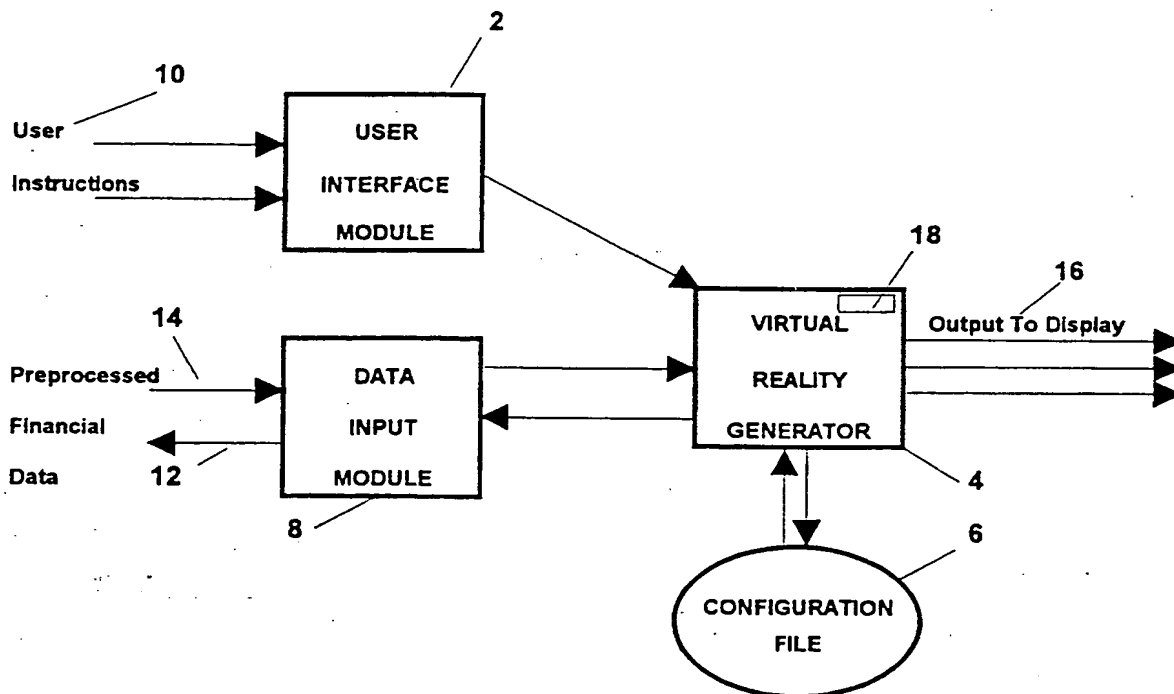 2
10
User
Instructions
USER
INTERFACE
MODULE
18
16
VIRTUAL
REALITY
GENERATOR
Output To Display
14
Preprocessed
Financial
Data
12
DATA
INPUT
MODULE
8
4
6
CONFIGURATION
FILE